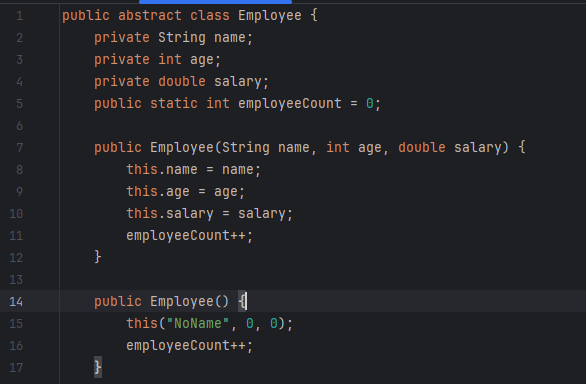 1 public abstract class Employee {
2     private String name;
3     private int age;
4     private double salary;
5     public static int employeeCount = 0;
6
7     public Employee(String name, int age, double salary) {
8         this.name = name;
9         this.age = age;
10         this.salary = salary;
11         employeeCount++;
12     }
13
14     public Employee() {
15         this("NoName", 0, 0);
16         employeeCount++;
17     }